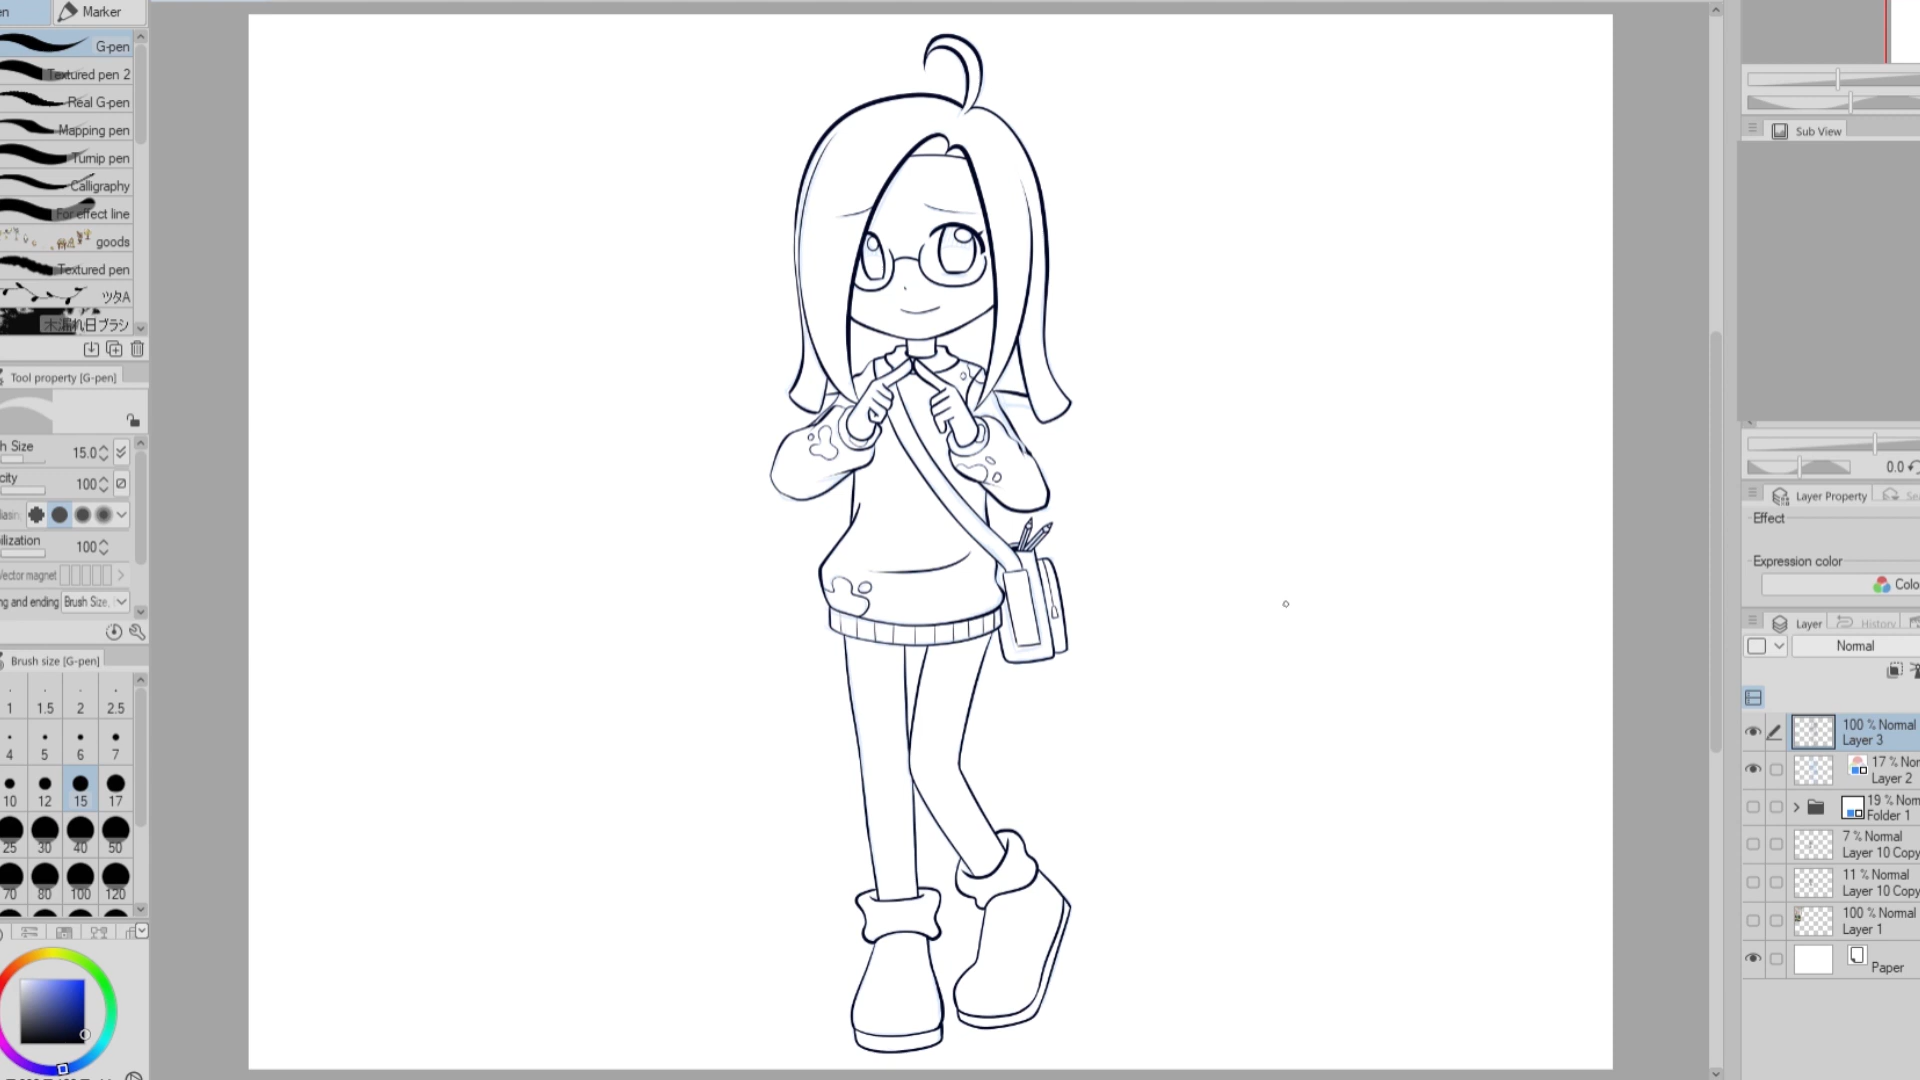 en
Marker
G-pen
Textured pen 2
Real G-pen
Mapping pen
Turnip pen
Calligraphy
For effect line
goods
Textured pen
ツタA
木漏れ日ブラシ
Tool property [G-pen]
h Size 15.0
city 100
ilization 100
Vector magnet
ng and ending Brush Size,
Brush size [G-pen]
1 1.5 2 2.5
4 5 6 7
10 12 15 17
25 30 40 50
70 80 100 120
Sub View
0.0
Layer Property
Effect
Expression color
Colo
Layer History
Normal
100 % Normal
Layer 3
17 % Nor
Layer 2
19 % Norm
Folder 1
7 % Normal
Layer 10 Copy
11 % Normal
Layer 10 Copy
100 % Normal
Layer 1
Paper